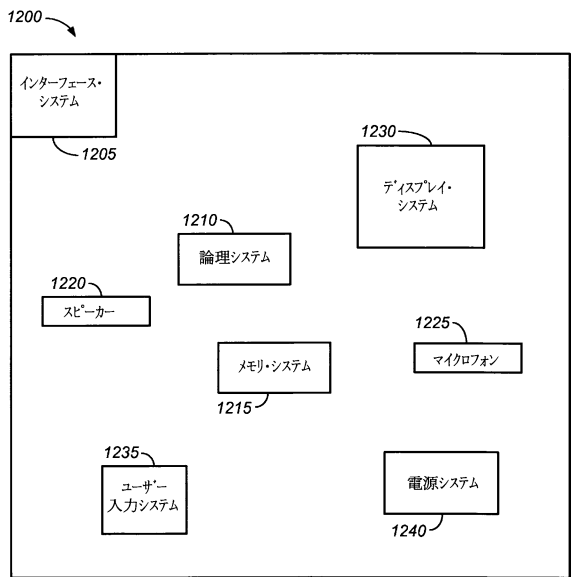 1200
インターフェース・
システム
1205
1230
ディスプレイ・
システム
1210
論理システム
1220
スピーカー
1225
マイクロフォン
メモリ・システム
1215
1235
ユーザー
入力システム
電源システム
1240